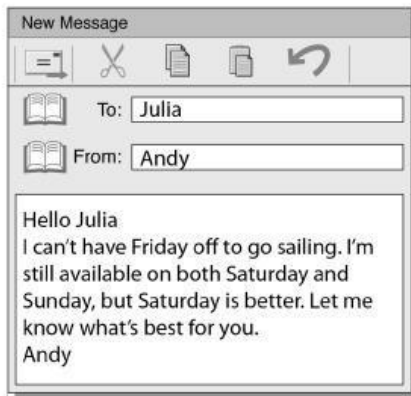 New Message
To: Julia
From: Andy
Hello Julia
I can't have Friday off to go sailing. I'm
still available on both Saturday and
Sunday, but Saturday is better. Let me
know what's best for you.
Andy